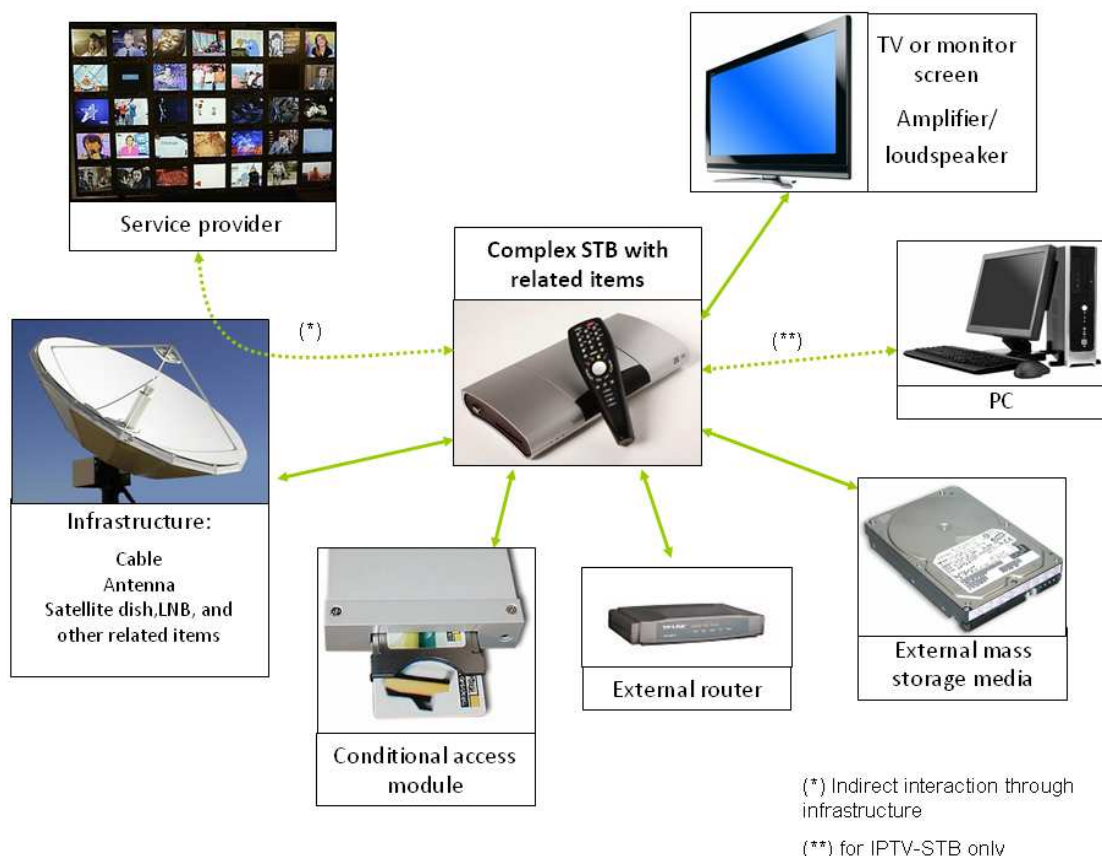 Service provider
TV or monitor
screen
Amplifier/
loudspeaker
Complex STB with
related items
(*)
(**)
PC
Infrastructure:
Cable
Antenna
Satellite dish,LNB, and
other related items
Conditional access
module
TP-LINK
External router
External mass
storage media
(*) Indirect interaction through
infrastructure
(**) for IPTV-STB only